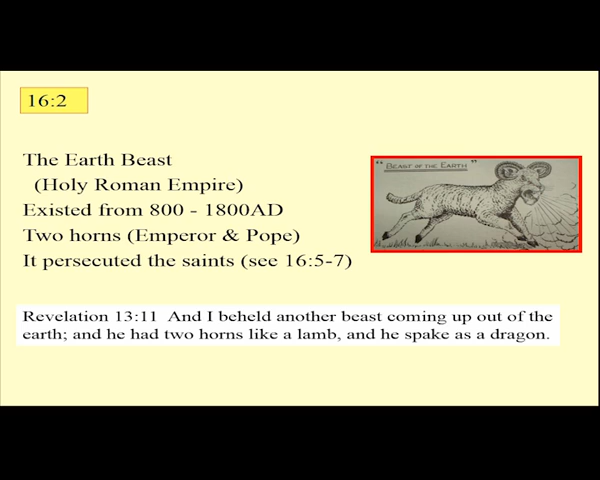 16:2
The Earth Beast
(Holy Roman Empire)
Existed from 800 - 1800AD
Two horns (Emperor & Pope)
It persecuted the saints (see 16:5-7)
"BEAST OF THE EARTH"
Revelation 13:11 And I beheld another beast coming up out of the
earth; and he had two horns like a lamb, and he spake as a dragon.